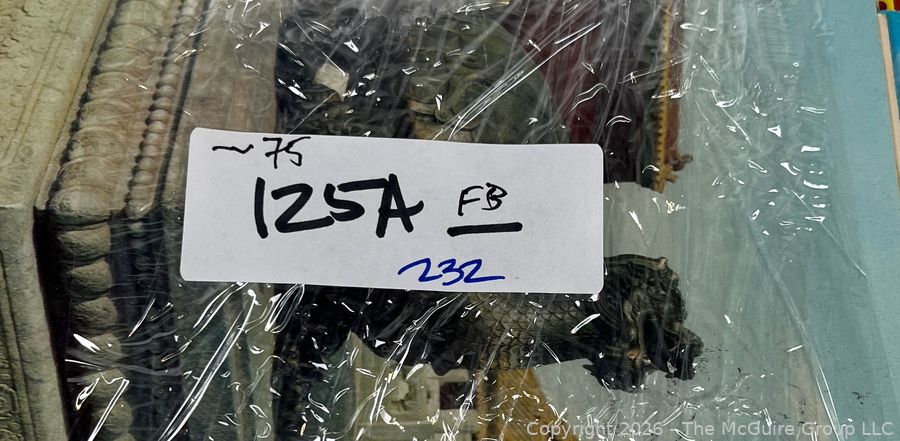 ~75
125A FB
232
Copyright 2026 - The McGuire Group LLC